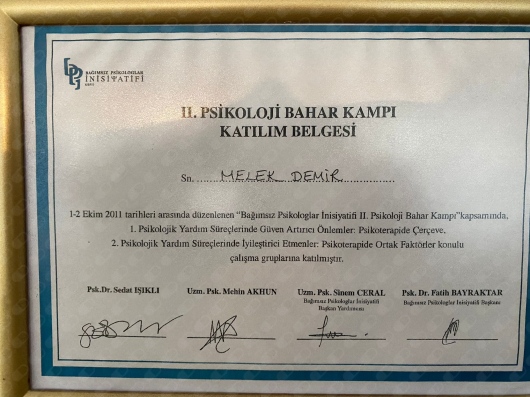 BAĞIMSIZ PSİKOLOGLAR
İNİSİYATİFİ
II. PSİKOLOJİ BAHAR KAMPI
KATILIM BELGESİ
Sn. MELEK DEMİR
1-2 Ekim 2011 tarihleri arasında düzenlenen "Bağımsız Psikologlar İnisiyatifi II. Psikoloji Bahar Kampı"kapsamında,
1. Psikolojik Yardım Süreçlerinde Güven Artırıcı Önlemler: Psikoterapide Çerçeve,
2. Psikolojik Yardım Süreçlerinde İyileştirici Etmenler: Psikoterapide Ortak Faktörler konulu
çalışma gruplarına katılmıştır.
Psk.Dr. Sedat IŞIKLI Uzm. Psk. Mehin AKHUN Uzm. Psk. Sinem CERAL Psk. Dr. Fatih BAYRAKTAR
Bağımsız Psikologlar İnisiyatifi Bağımsız Psikologlar İnisiyatifi Başkanı
Başkan Yardımcısı